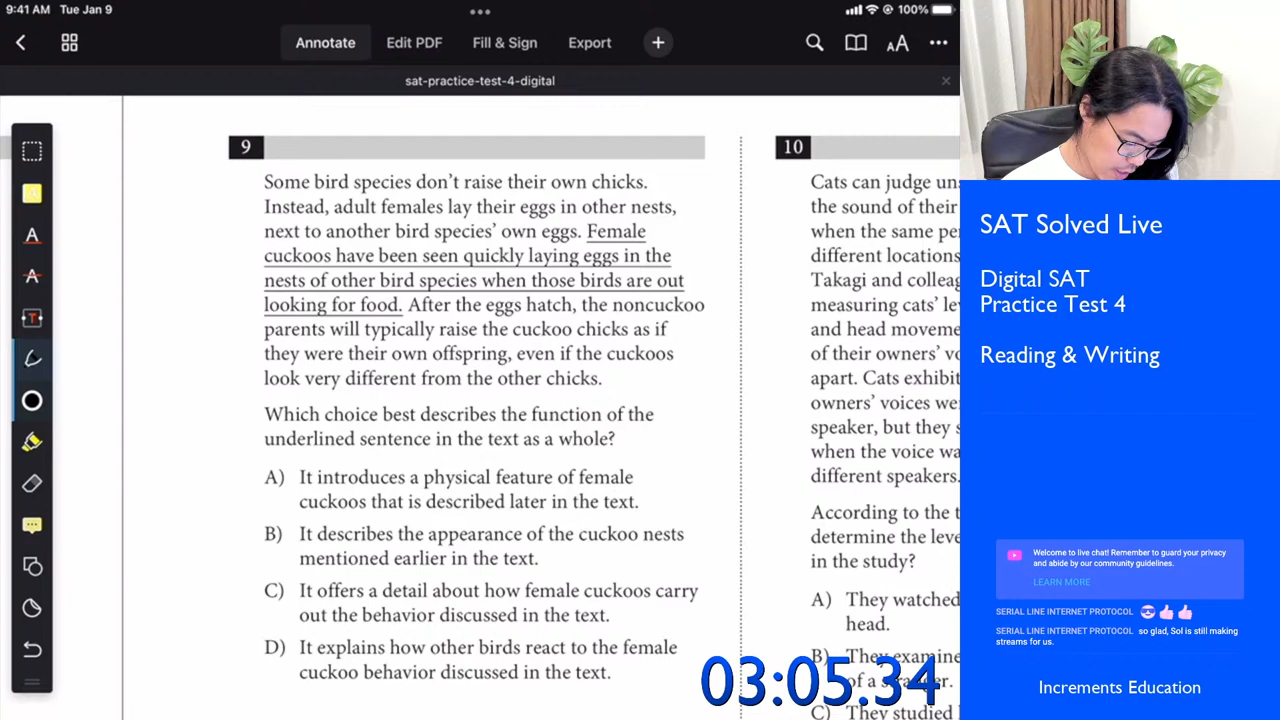 9:41 AM Tue Jan 9
100%
Annotate
Edit PDF
Fill & Sign
Export
AA
sat-practice-test-4-digital
9
Some bird species don't raise their own chicks.
Instead, adult females lay their eggs in other nests,
next to another bird species' own eggs. Female
cuckoos have been seen quickly laying eggs in the
nests of other bird species when those birds are out
looking for food. After the eggs hatch, the noncuckoo
parents will typically raise the cuckoo chicks as if
they were their own offspring, even if the cuckoos
look very different from the other chicks.
Which choice best describes the function of the
underlined sentence in the text as a whole?
A) It introduces a physical feature of female
cuckoos that is described later in the text.
B) It describes the appearance of the cuckoo nests
mentioned earlier in the text.
C) It offers a detail about how female cuckoos carry
out the behavior discussed in the text.
D) It explains how other birds react to the female
cuckoo behavior discussed in the text.
10
Cats can judge
the sound of their
when the same
different locations
Takagi and
measuring cats'
and head
of their owners'
apart. Cats
owners' voices
speaker, but they
when the voice
different speakers.
According to the
determine the
in the study?
A) They watched
head.
B) They
of a
C) They studied
03:05.34
SAT Solved Live
Digital SAT
Practice Test 4
Reading & Writing
Welcome to live chat! Remember to guard your privacy
and abide by our community guidelines.
LEARN MORE
SERIAL LINE INTERNET PROTOCOL 😎👍👍
SERIAL LINE INTERNET PROTOCOL so glad, Sol is still making
streams for us.
Increments Education